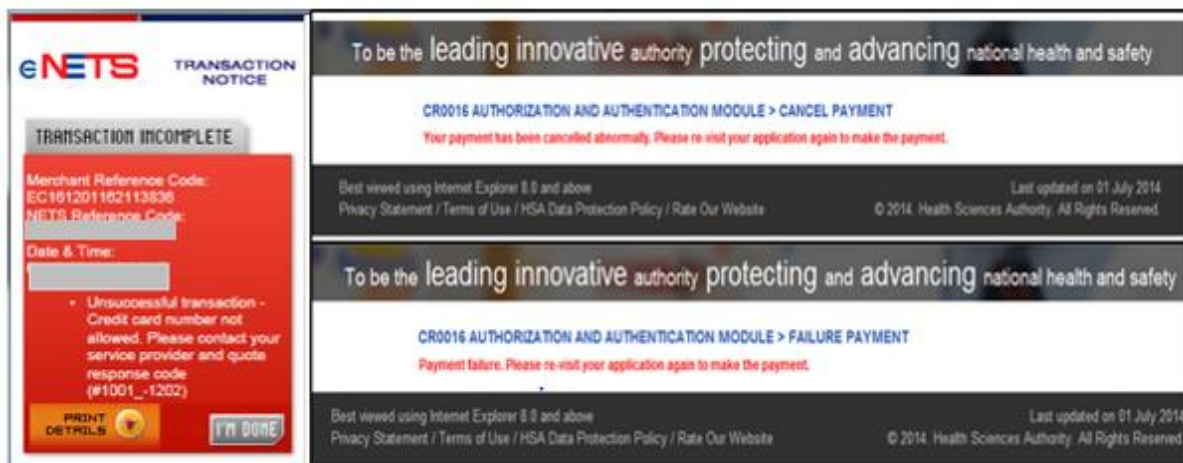 eNETS
TRANSACTION
NOTICE
TRANSACTION INCOMPLETE
Merchant Reference Code:
EC161201162113836
NETS Reference Code:
Date & Time:
• Unsuccessful transaction -
Credit card number not
allowed. Please contact your
service provider and quote
response code
(#1001_-1202)
PRINT
DETAILS
I'M DONE
To be the leading innovative authority protecting and advancing national health and safety
CR0016 AUTHORIZATION AND AUTHENTICATION MODULE > CANCEL PAYMENT
Your payment has been cancelled abnormally. Please re-visit your application again to make the payment.
Best viewed using Internet Explorer 8.0 and above
Last updated on 01 July 2014
Privacy Statement / Terms of Use / HSA Data Protection Policy / Rate Our Website
© 2014. Health Sciences Authority. All Rights Reserved.
To be the leading innovative authority protecting and advancing national health and safety
CR0016 AUTHORIZATION AND AUTHENTICATION MODULE > FAILURE PAYMENT
Payment failure. Please re-visit your application again to make the payment.
Best viewed using Internet Explorer 8.0 and above
Last updated on 01 July 2014
Privacy Statement / Terms of Use / HSA Data Protection Policy / Rate Our Website
© 2014. Health Sciences Authority. All Rights Reserved.